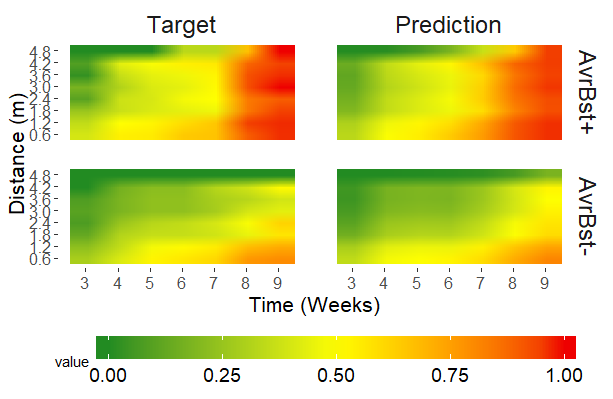 Target Prediction
4.8
4.2
3.6
3.0
2.4
1.8
1.2
0.6
AvrBst+
Distance (m)
4.8
4.2
3.6
3.0
2.4
1.8
1.2
0.6
AvrBst-
3 4 5 6 7 8 9 3 4 5 6 7 8 9
Time (Weeks)
value
0.00 0.25 0.50 0.75 1.00